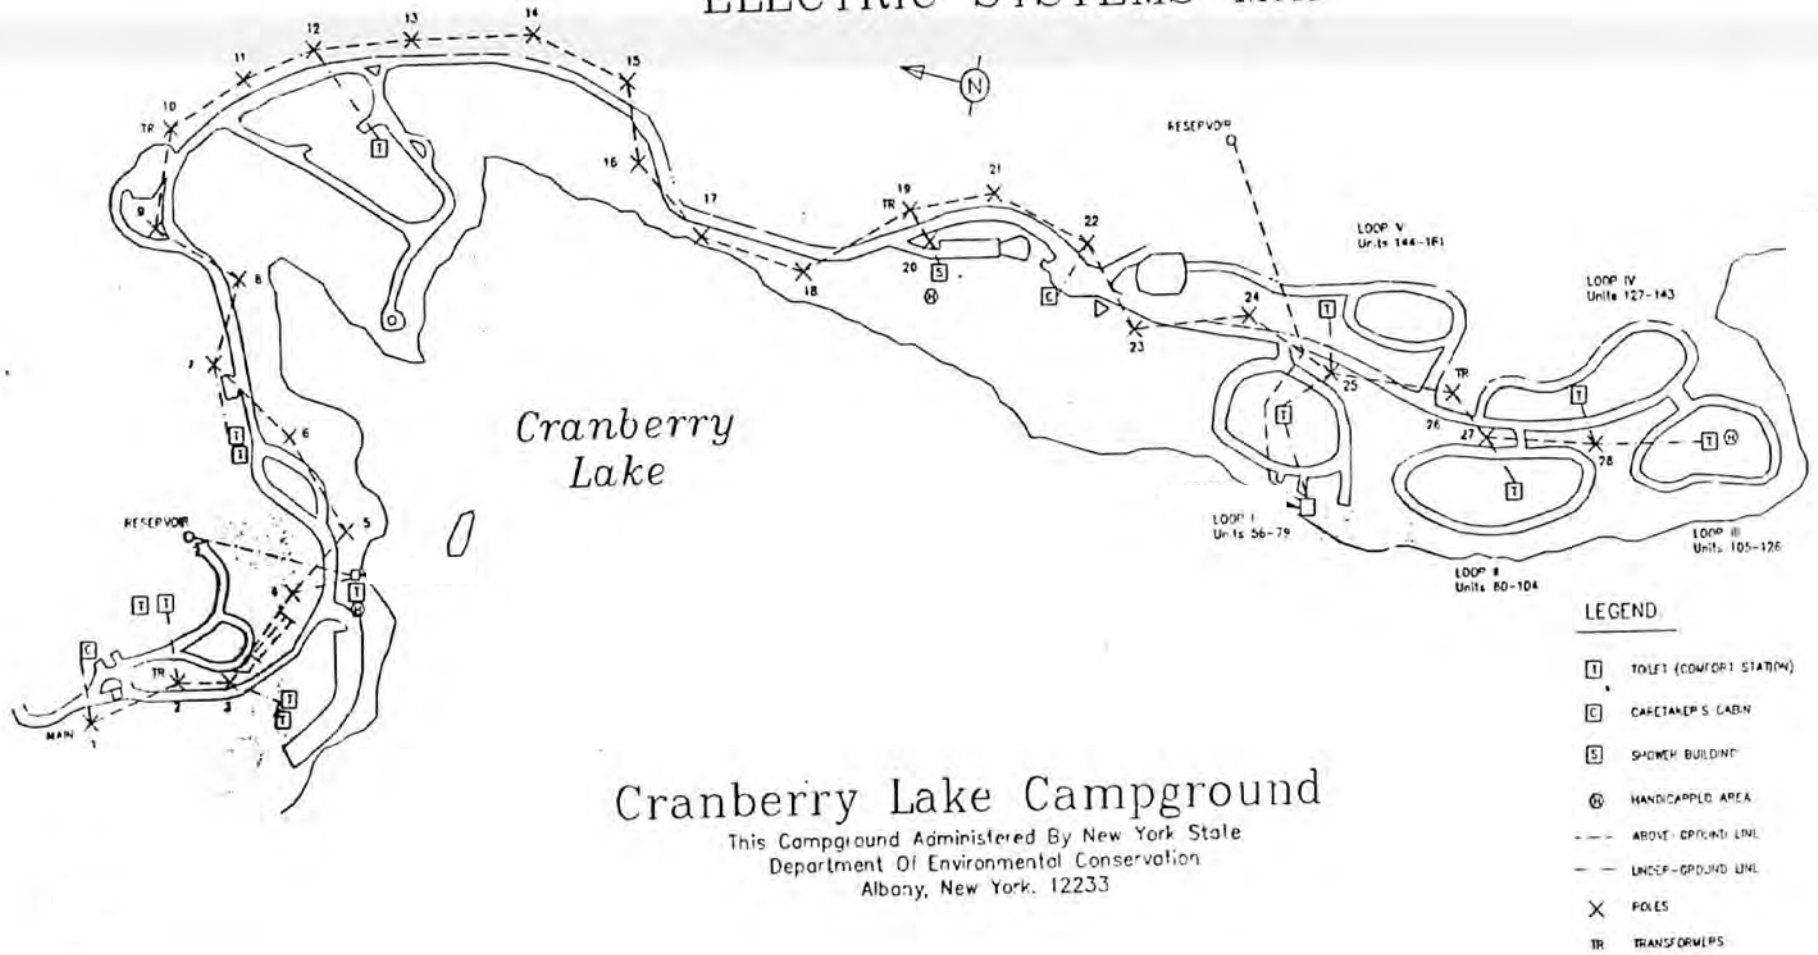 ELECTRIC SYSTEMS MAP
14
13
12
11
15
10
TR
N
RESERVOIR
16
9
21
19
TR
17
22
LOOP V
Units 144-161
20
S
H
18
C
8
LOOP IV
Units 127-143
24
T
23
7
25
TR
T
T
26
27
28
T
H
T
6
T
T
Cranberry
Lake
5
RESERVOIR
LOOP I
Units 56-79
LOOP III
Units 105-126
LOOP II
Units 80-104
4
T
H
T
T
C
TR
2
3
T
T
MAIN
1
LEGEND
T TOILET (COMFORT STATION)
C CARETAKER'S CABIN
S SHOWER BUILDING
H HANDICAPPED AREA
ABOVE-GROUND LINE
UNDER-GROUND LINE
POLES
TR TRANSFORMERS
Cranberry Lake Campground
This Campground Administered By New York State
Department Of Environmental Conservation
Albany, New York. 12233